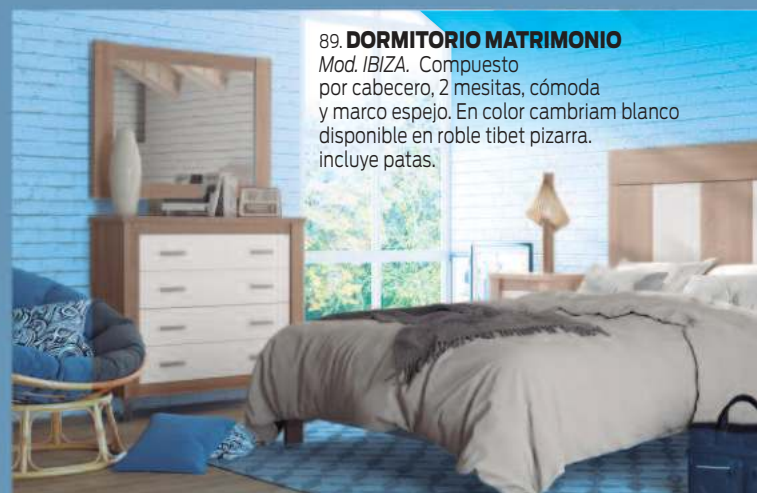 89. DORMITORIO MATRIMONIO
Mod. IBIZA. Compuesto
por cabecero, 2 mesitas, cómoda
y marco espejo. En color cambriam blanco
disponible en roble tibet pizarra.
incluye patas.